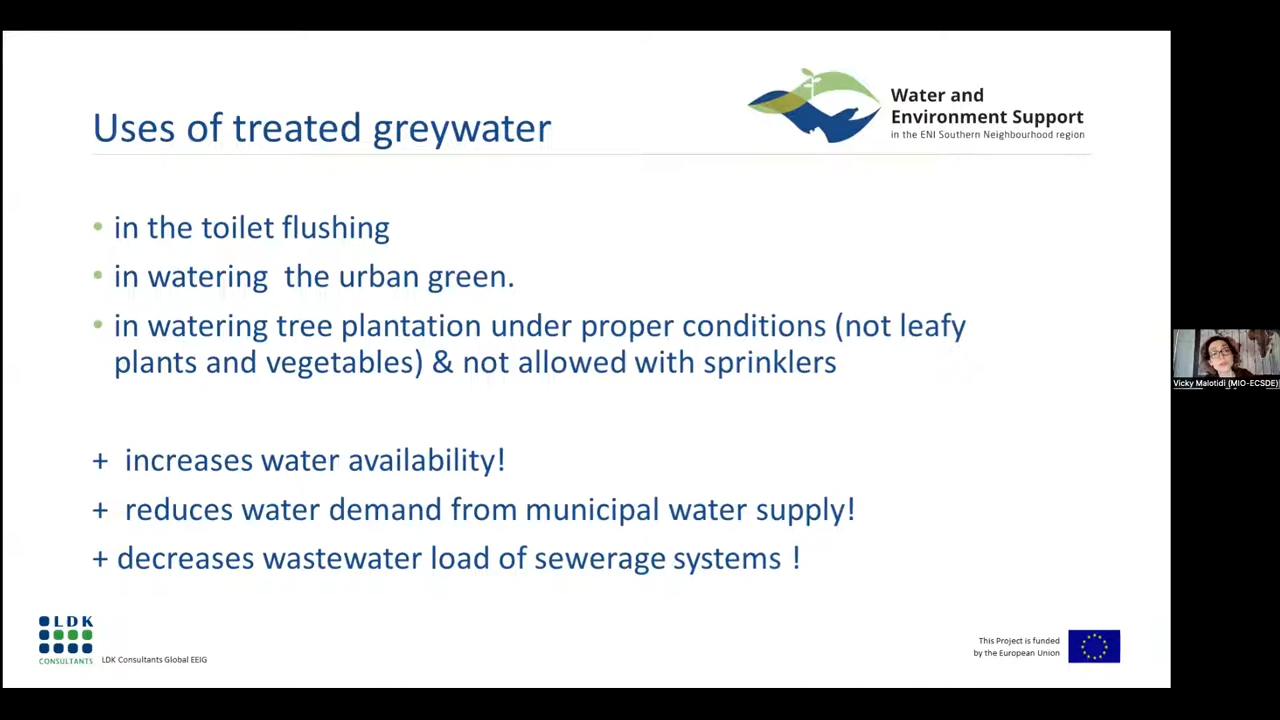 Uses of treated greywater
Water and
Environment Support
in the ENI Southern Neighbourhood region
• in the toilet flushing
• in watering  the urban green.
• in watering tree plantation under proper conditions (not leafy
plants and vegetables) & not allowed with sprinklers
+  increases water availability!
+  reduces water demand from municipal water supply!
+ decreases wastewater load of sewerage systems !
LDK
CONSULTANTS
LDK Consultants Global EEIG
This Project is funded
by the European Union
Vicky Malotidi (MIO-ECSDE)